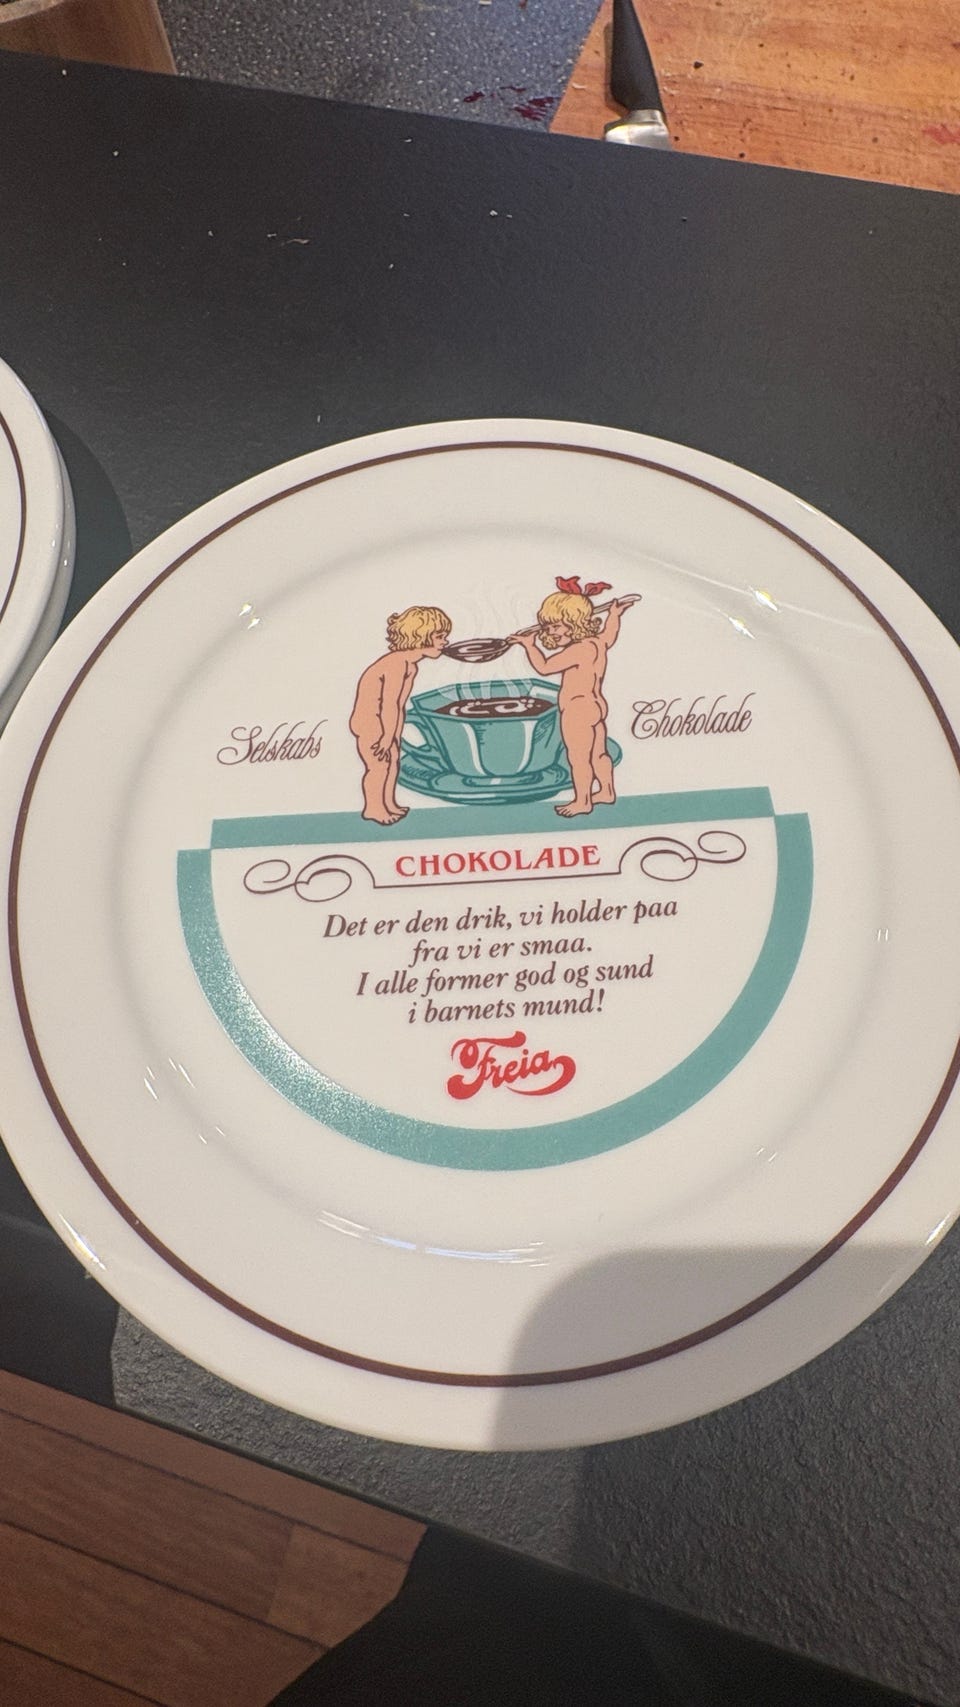 Selskabs Chokolade
CHOKOLADE
Det er den drik, vi holder paa
fra vi er smaa.
I alle former god og sund
i barnets mund!
Freia